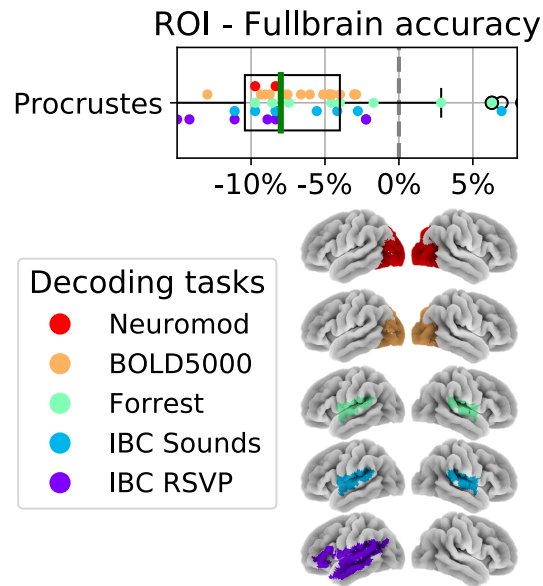 ROI - Fullbrain accuracy
Procrustes
-10% -5% 0% 5%
Decoding tasks
Neuromod
BOLD5000
Forrest
IBC Sounds
IBC RSVP